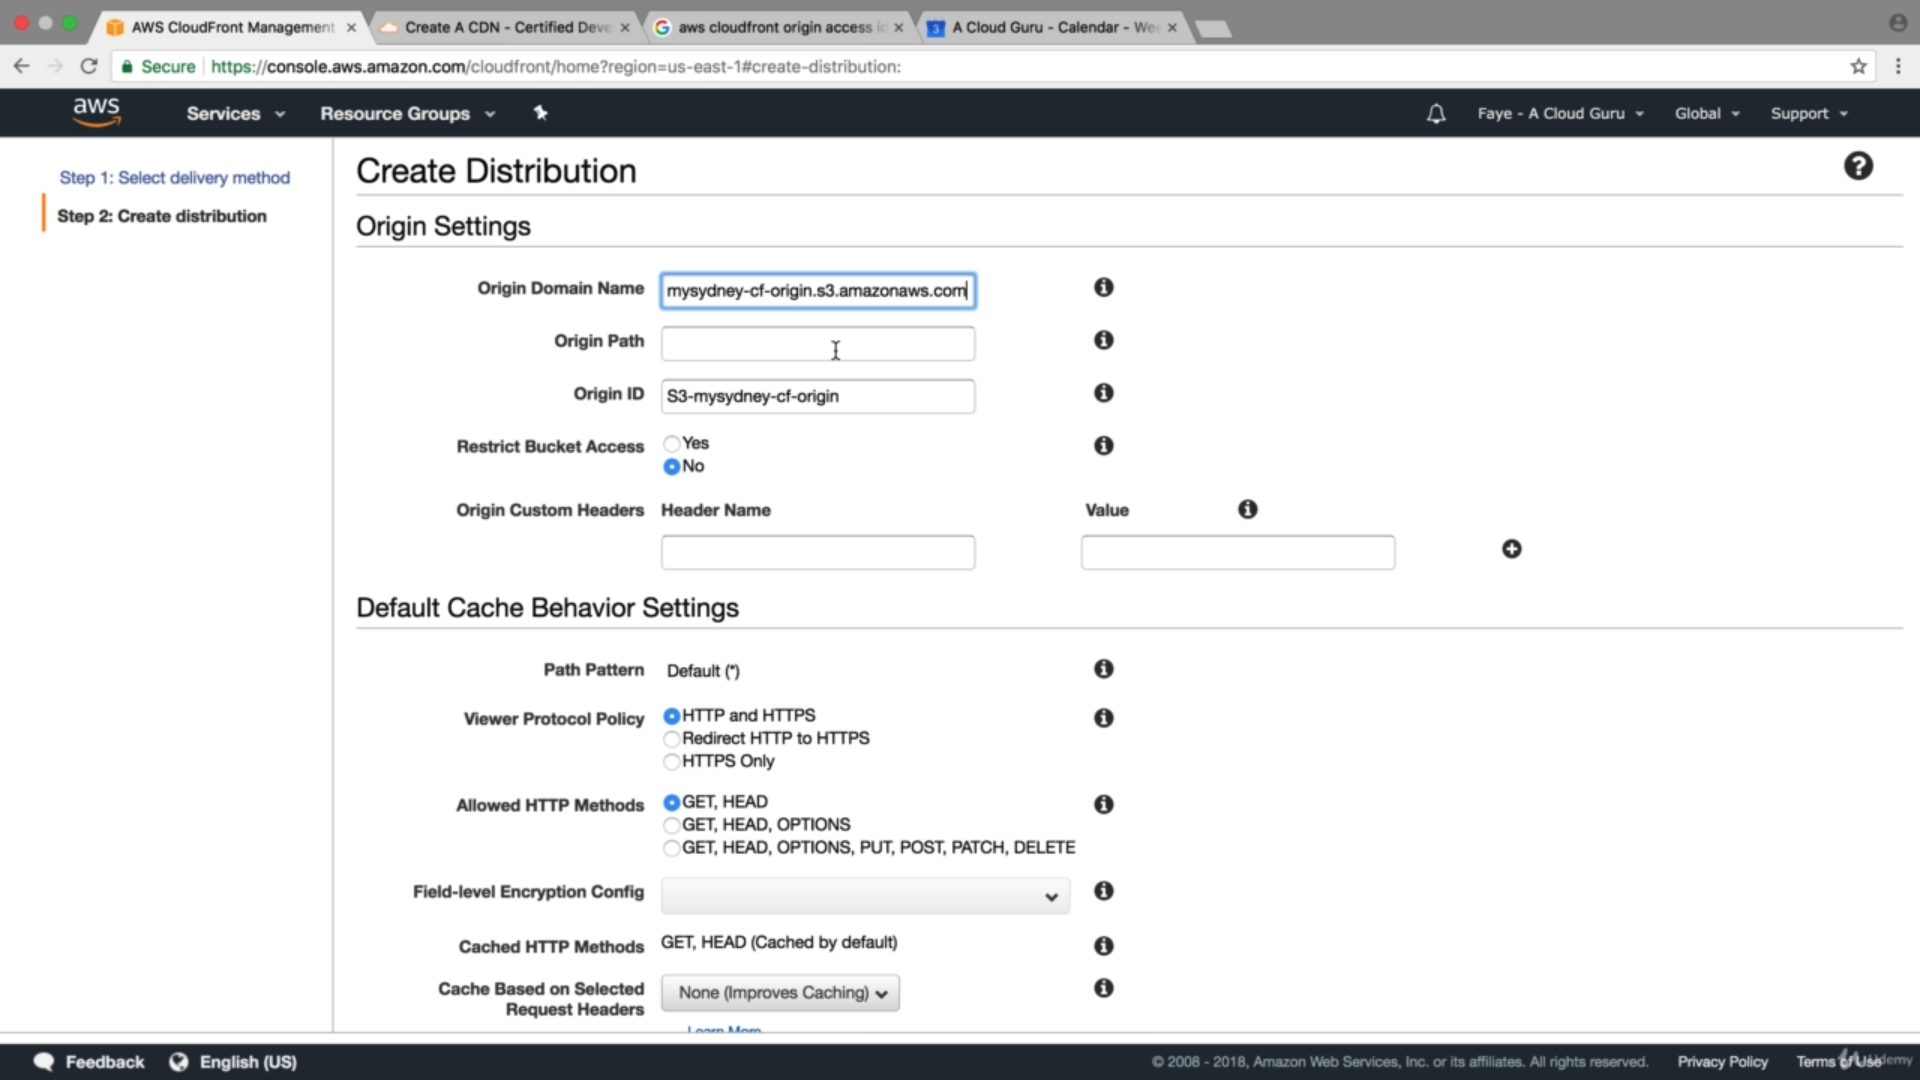 AWS CloudFront Management
Create A CDN - Certified Deve
aws cloudfront origin access id
A Cloud Guru - Calendar - Wee
Secure https://console.aws.amazon.com/cloudfront/home?region=us-east-1#create-distribution:
aws
Services
Resource Groups
Faye - A Cloud Guru
Global
Support
Step 1: Select delivery method
Step 2: Create distribution
Create Distribution
Origin Settings
Origin Domain Name mysydney-cf-origin.s3.amazonaws.com
Origin Path
Origin ID S3-mysydney-cf-origin
Restrict Bucket Access Yes
No
Origin Custom Headers Header Name Value
Default Cache Behavior Settings
Path Pattern Default (*)
Viewer Protocol Policy HTTP and HTTPS
Redirect HTTP to HTTPS
HTTPS Only
Allowed HTTP Methods GET, HEAD
GET, HEAD, OPTIONS
GET, HEAD, OPTIONS, PUT, POST, PATCH, DELETE
Field-level Encryption Config
Cached HTTP Methods GET, HEAD (Cached by default)
Cache Based on Selected
Request Headers
None (Improves Caching)
Learn More
Feedback
English (US)
© 2008 - 2018, Amazon Web Services, Inc. or its affiliates. All rights reserved.
Privacy Policy
Terms of Use